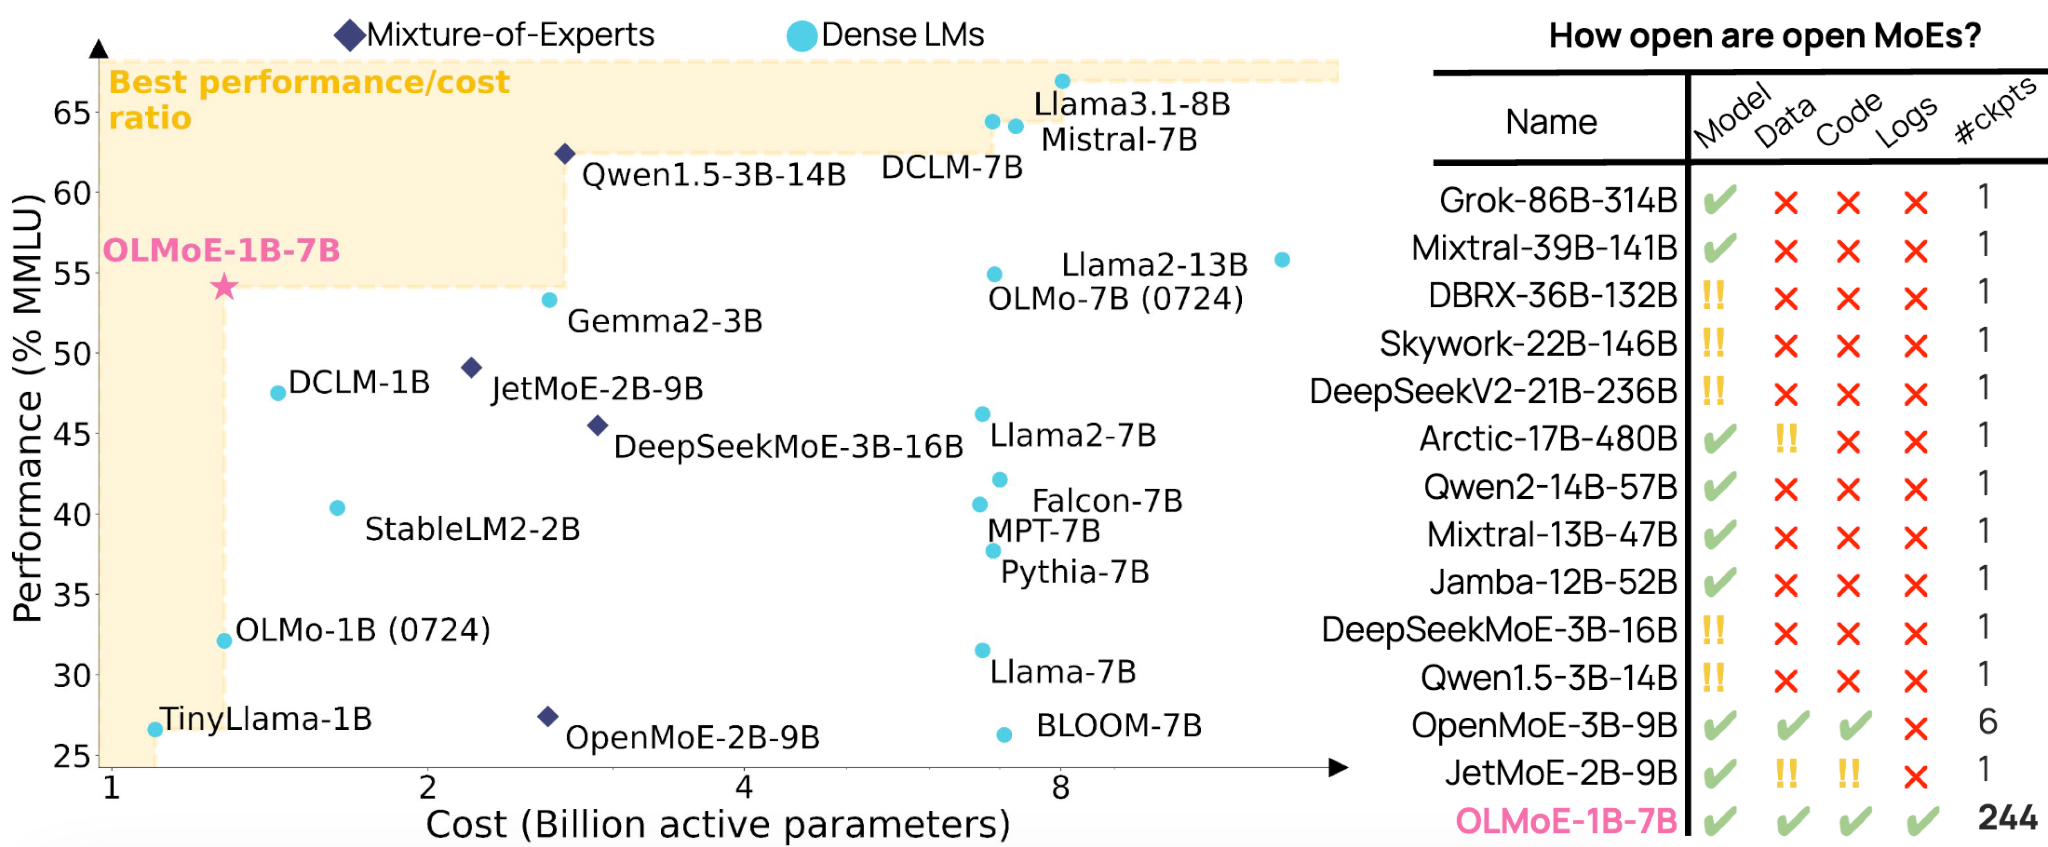 Mixture-of-Experts
Dense LMs
Best performance/cost
ratio
65
60
55
50
45
40
35
30
25
Performance (% MMLU)
Llama3.1-8B
Mistral-7B
DCLM-7B
Qwen1.5-3B-14B
OLMoE-1B-7B
Llama2-13B
OLMo-7B (0724)
Gemma2-3B
DCLM-1B
JetMoE-2B-9B
Llama2-7B
DeepSeekMoE-3B-16B
Falcon-7B
StableLM2-2B
MPT-7B
Pythia-7B
OLMo-1B (0724)
Llama-7B
TinyLlama-1B
OpenMoE-2B-9B
BLOOM-7B
1 2 4 8
Cost (Billion active parameters)
How open are open MoEs?
Name Model Data Code Logs #ckpts
Grok-86B-314B ✔ ✕ ✕ ✕ 1
Mixtral-39B-141B ✔ ✕ ✕ ✕ 1
DBRX-36B-132B !! ✕ ✕ ✕ 1
Skywork-22B-146B !! ✕ ✕ ✕ 1
DeepSeekV2-21B-236B !! ✕ ✕ ✕ 1
Arctic-17B-480B ✔ !! ✕ ✕ 1
Qwen2-14B-57B ✔ ✕ ✕ ✕ 1
Mixtral-13B-47B ✔ ✕ ✕ ✕ 1
Jamba-12B-52B ✔ ✕ ✕ ✕ 1
DeepSeekMoE-3B-16B !! ✕ ✕ ✕ 1
Qwen1.5-3B-14B !! ✕ ✕ ✕ 1
OpenMoE-3B-9B ✔ ✔ ✔ ✕ 6
JetMoE-2B-9B ✔ !! !! ✕ 1
OLMoE-1B-7B ✔ ✔ ✔ ✔ 244